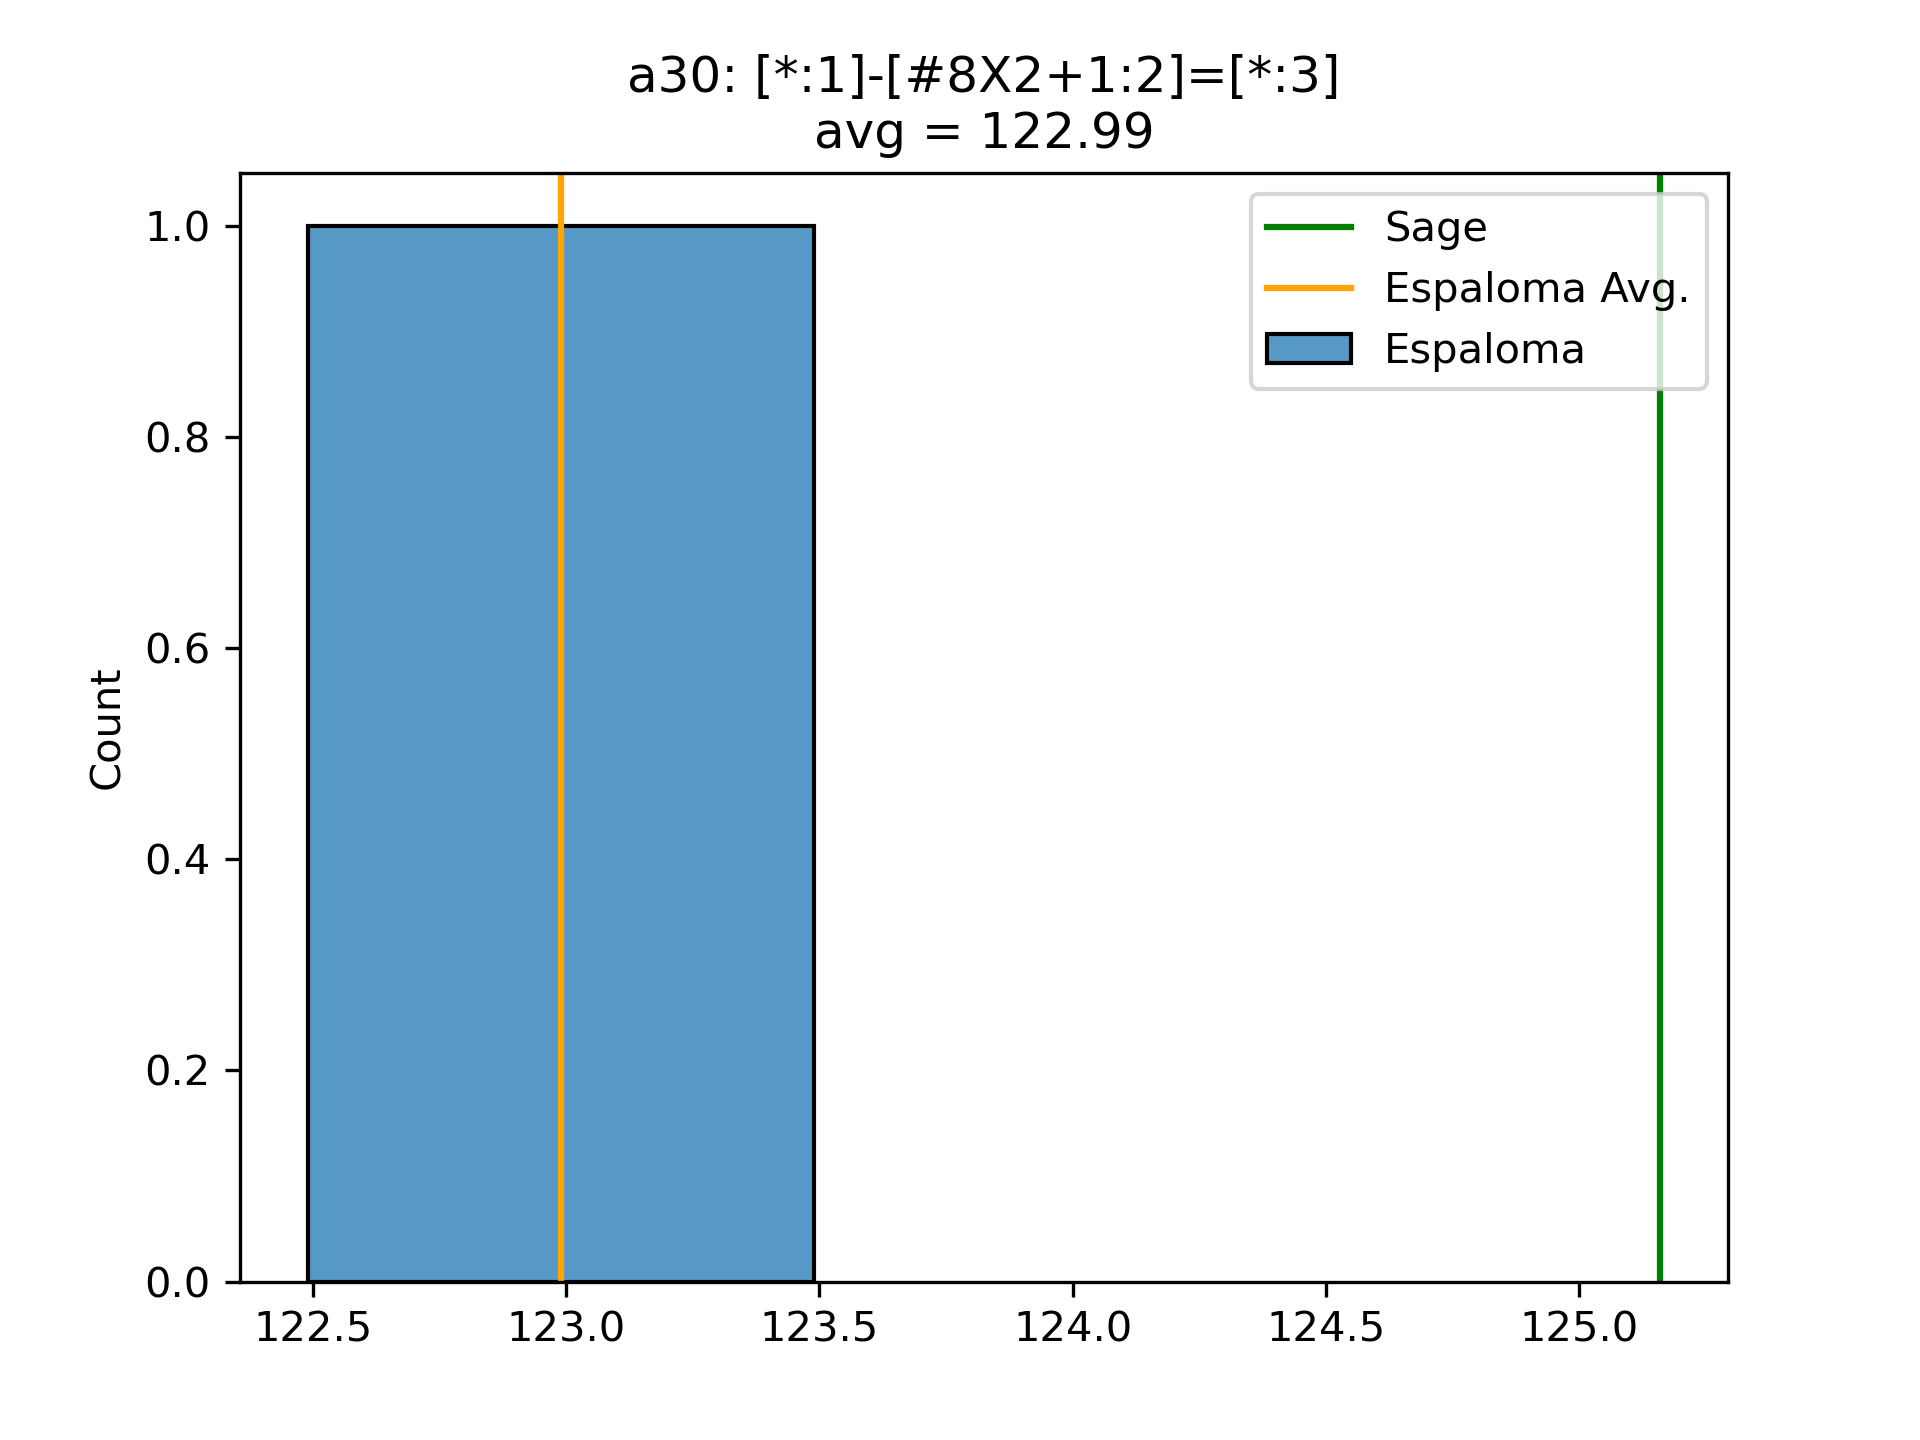 a30: [*:1]-[#8X2+1:2]=[*:3]
avg = 122.99
Sage
Espaloma Avg.
Espaloma
Count
1.0
0.8
0.6
0.4
0.2
0.0
122.5 123.0 123.5 124.0 124.5 125.0